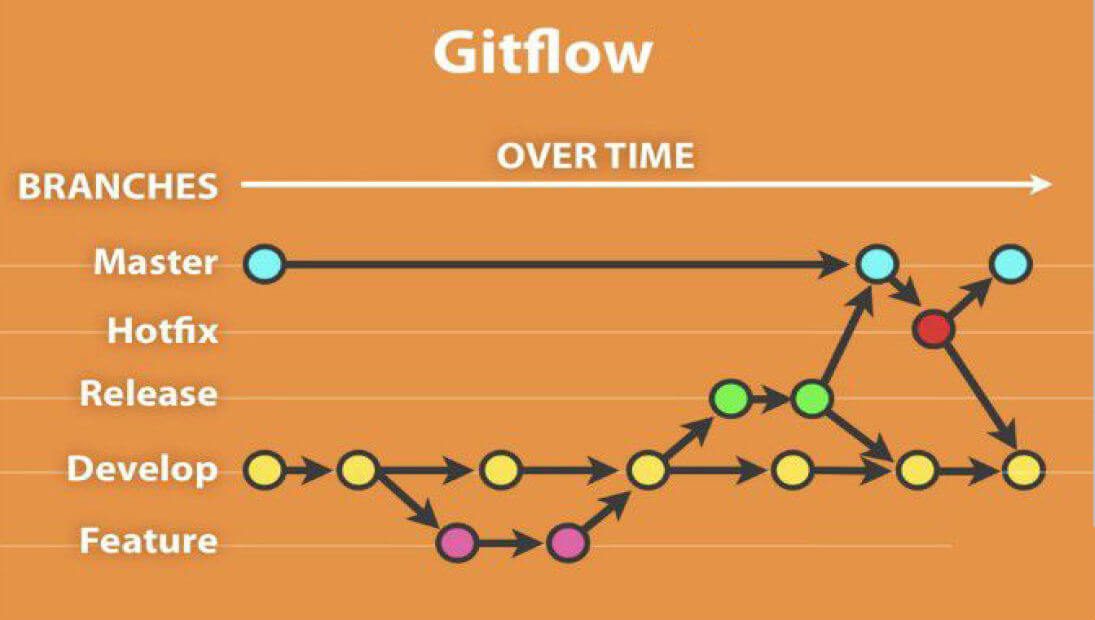 Gitflow
OVER TIME
BRANCHES
Master
Hotfix
Release
Develop
Feature